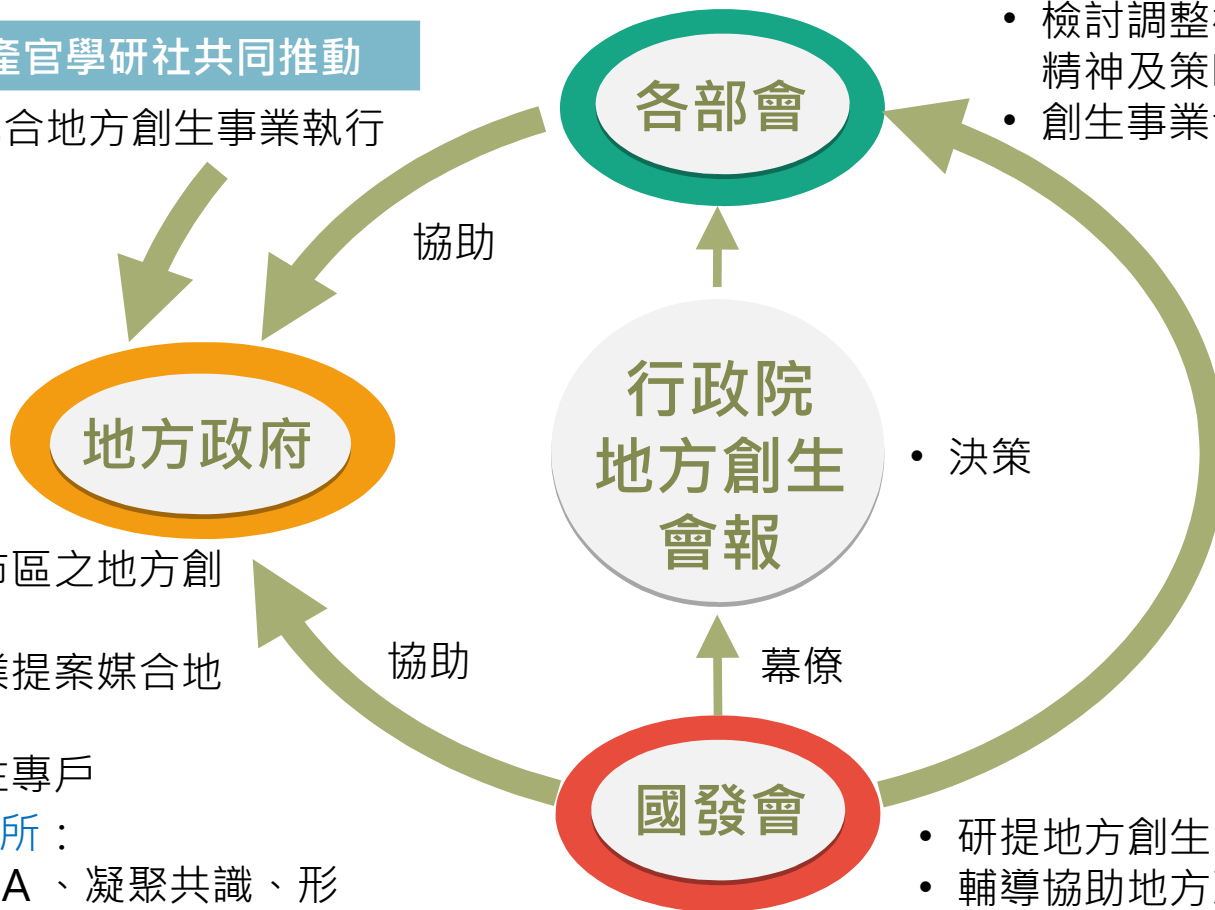 產官學研社共同推動
合地方創生事業執行
各部會
• 檢討調整
精神及策
• 創生事業
協助
地方政府
行政院
地方創生
會報
• 決策
市區之地方創
業提案媒合地
專戶
所：
A、凝聚共識、形
協助
幕僚
國發會
• 研提地方創生
• 輔導協助地方